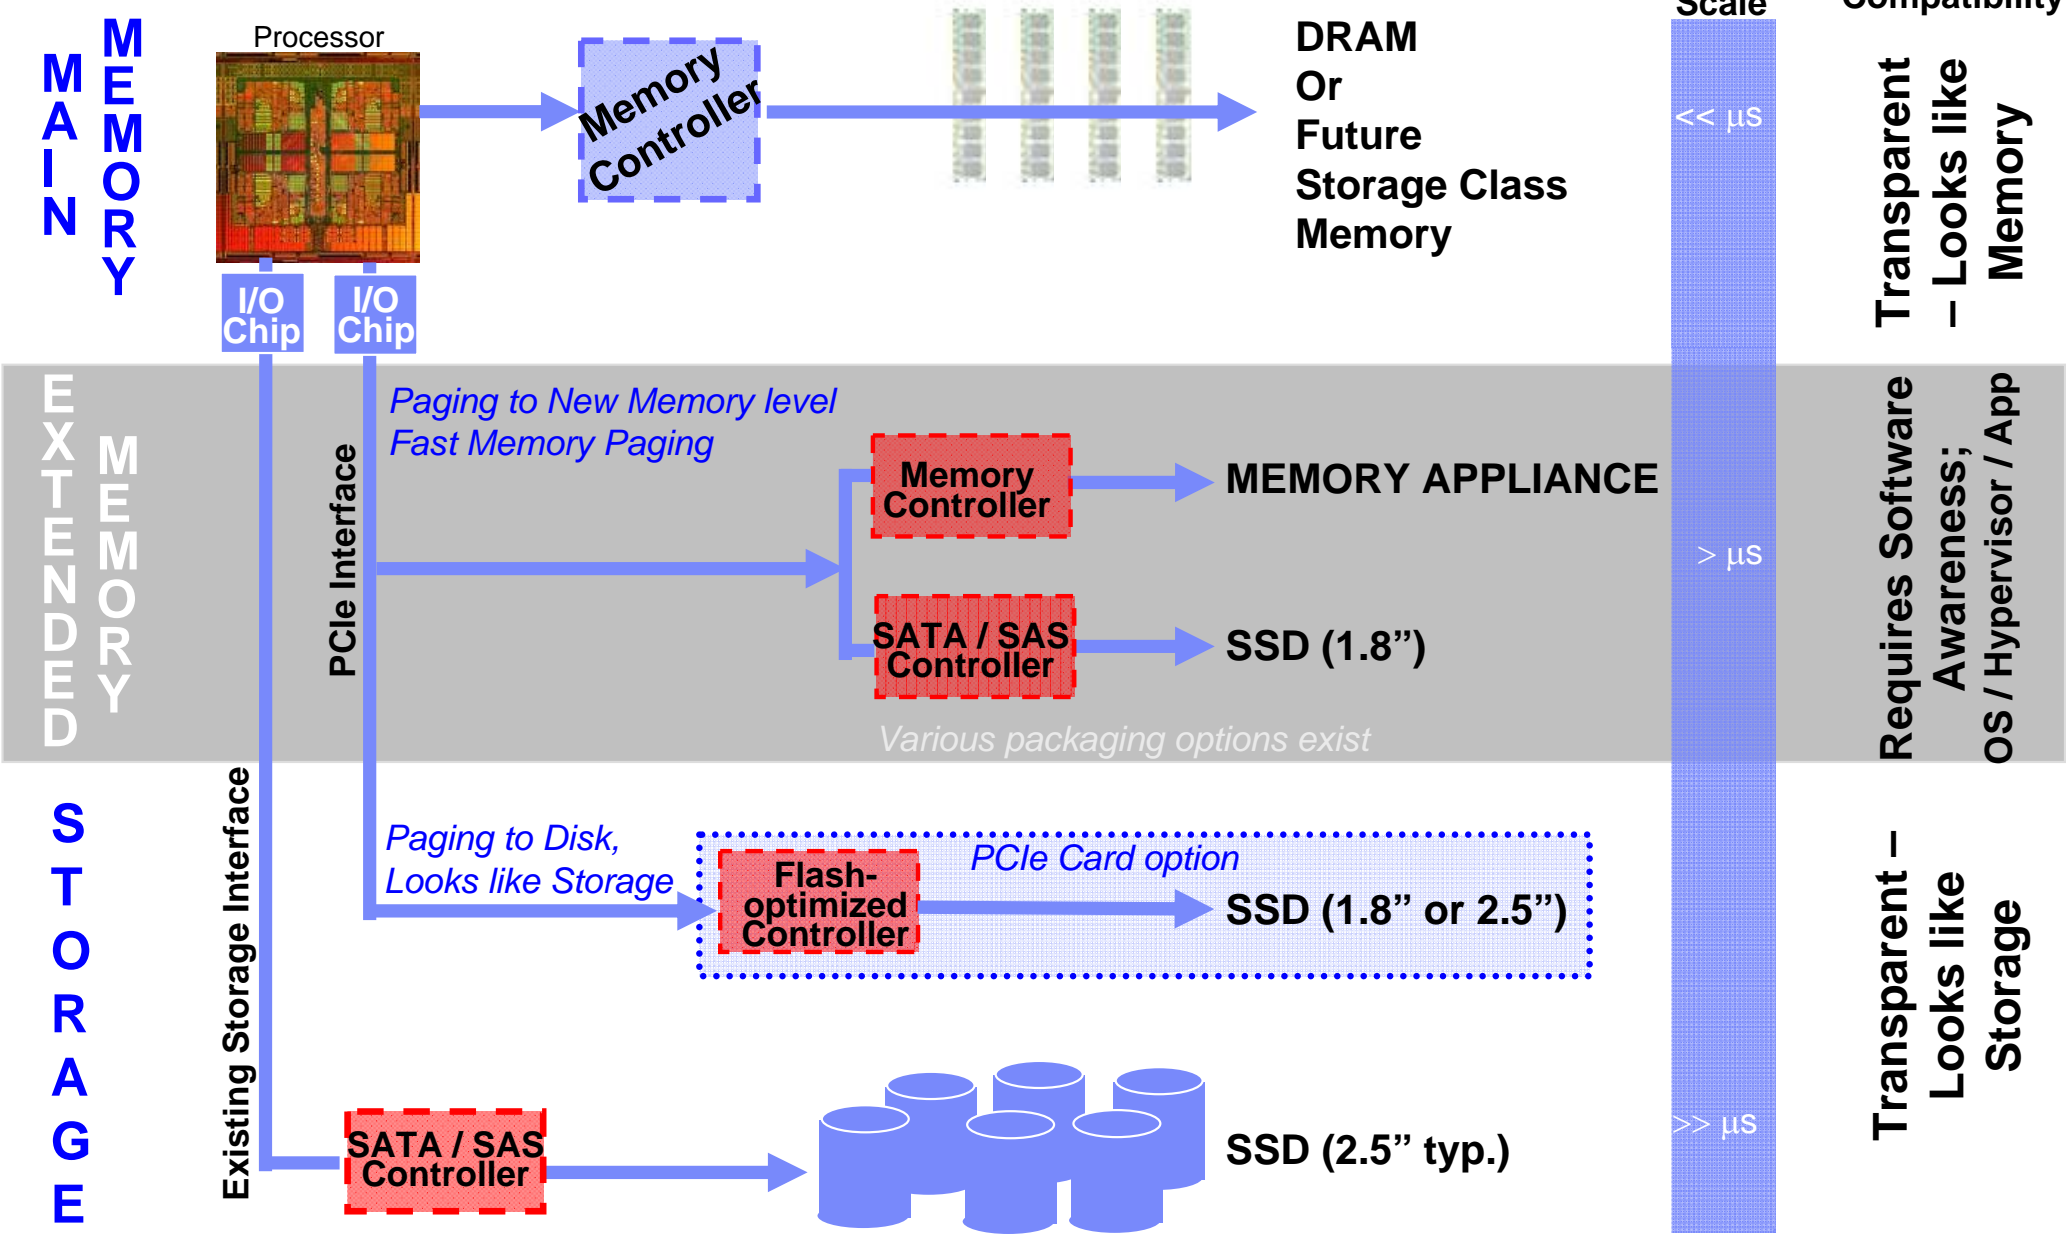 Scale
Compatibility
MAIN
MEMORY
Processor
Memory
Controller
DRAM
Or
Future
Storage Class
Memory
<< μs
Transparent
– Looks like
Memory
I/O
Chip
I/O
Chip
EXTENDED
MEMORY
Paging to New Memory level
Fast Memory Paging
PCIe Interface
Memory
Controller
MEMORY APPLIANCE
SATA / SAS
Controller
SSD (1.8”)
Various packaging options exist
> μs
Requires Software
Awareness;
OS / Hypervisor / App
STORAGE
Existing Storage Interface
Paging to Disk,
Looks like Storage
Flash-
optimized
Controller
PCIe Card option
SSD (1.8” or 2.5”)
SATA / SAS
Controller
SSD (2.5” typ.)
>> μs
Transparent –
Looks like
Storage